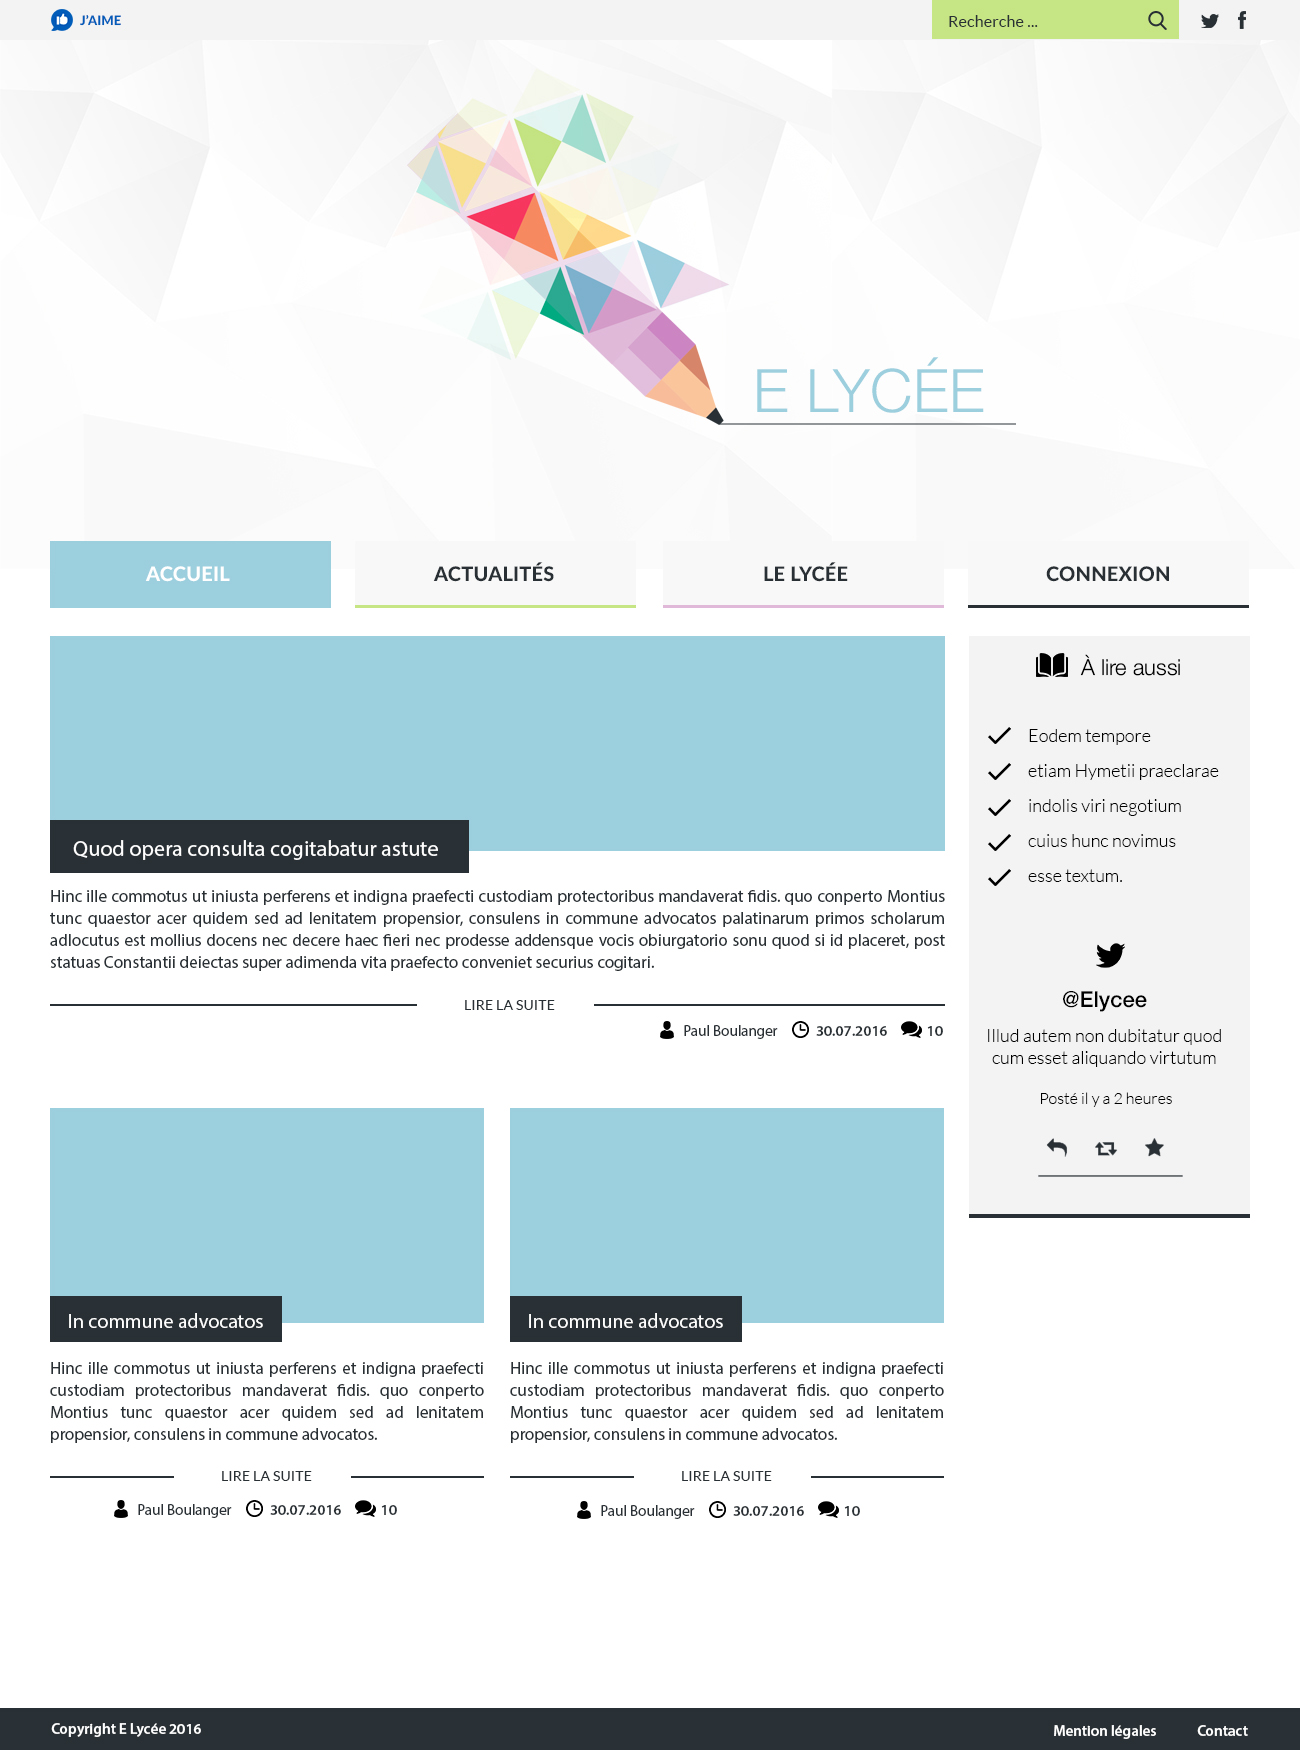 J'AIME
Recherche ...
E LYCÉE
ACCUEIL
ACTUALITÉS
LE LYCÉE
CONNEXION
Quod opera consulta cogitabatur astute
Hinc ille commotus ut iniusta perferens et indigna praefecti custodiam protectoribus mandaverat fidis. quo conperto Montius
tunc quaestor acer quidem sed ad lenitatem propensior, consulens in commune advocatos palatinarum primos scholarum
adlocutus est mollius docens nec decere haec fieri nec prodesse addensque vocis obiurgatorio sonu quod si id placeret, post
statuas Constantii deiectas super adimenda vita praefecto conveniet securius cogitari.
LIRE LA SUITE
Paul Boulanger 30.07.2016 10
À lire aussi
Eodem tempore
etiam Hymetii praeclarae
indolis viri negotium
cuius hunc novimus
esse textum.
@Elycee
Illud autem non dubitatur quod
cum esset aliquando virtutum
Posté il y a 2 heures
In commune advocatos
Hinc ille commotus ut iniusta perferens et indigna praefecti
custodiam protectoribus mandaverat fidis. quo conperto
Montius tunc quaestor acer quidem sed ad lenitatem
propensior, consulens in commune advocatos.
LIRE LA SUITE
Paul Boulanger 30.07.2016 10
In commune advocatos
Hinc ille commotus ut iniusta perferens et indigna praefecti
custodiam protectoribus mandaverat fidis. quo conperto
Montius tunc quaestor acer quidem sed ad lenitatem
propensior, consulens in commune advocatos.
LIRE LA SUITE
Paul Boulanger 30.07.2016 10
Copyright E Lycée 2016
Mention légales
Contact